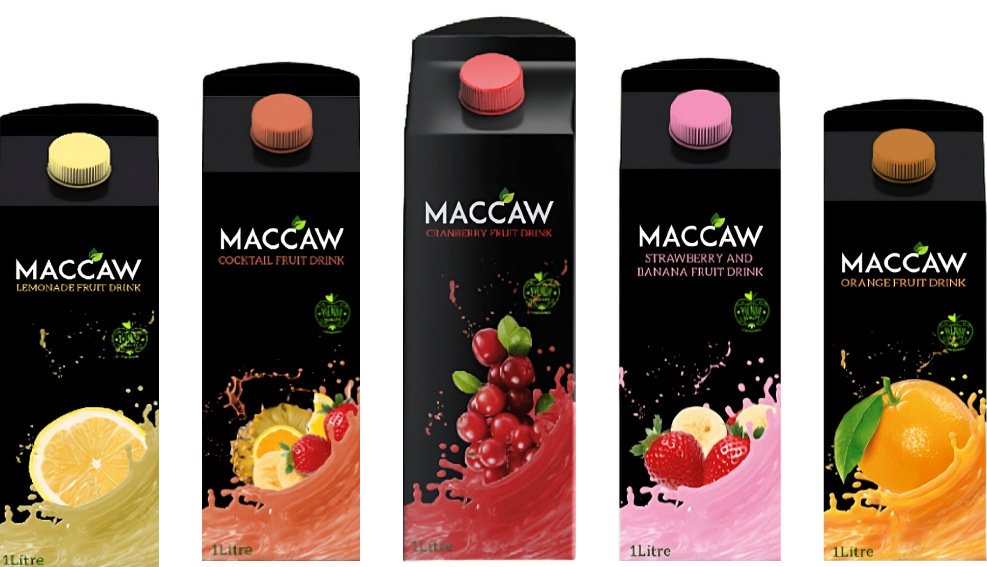 MACCAW
LEMONADE FRUIT DRINK
1Litre
MACCAW
COCKTAIL FRUIT DRINK
1Litre
MACCAW
CRANBERRY FRUIT DRINK
1Litre
MACCAW
STRAWBERRY AND
BANANA FRUIT DRINK
1Litre
MACCAW
ORANGE FRUIT DRINK
1Litre